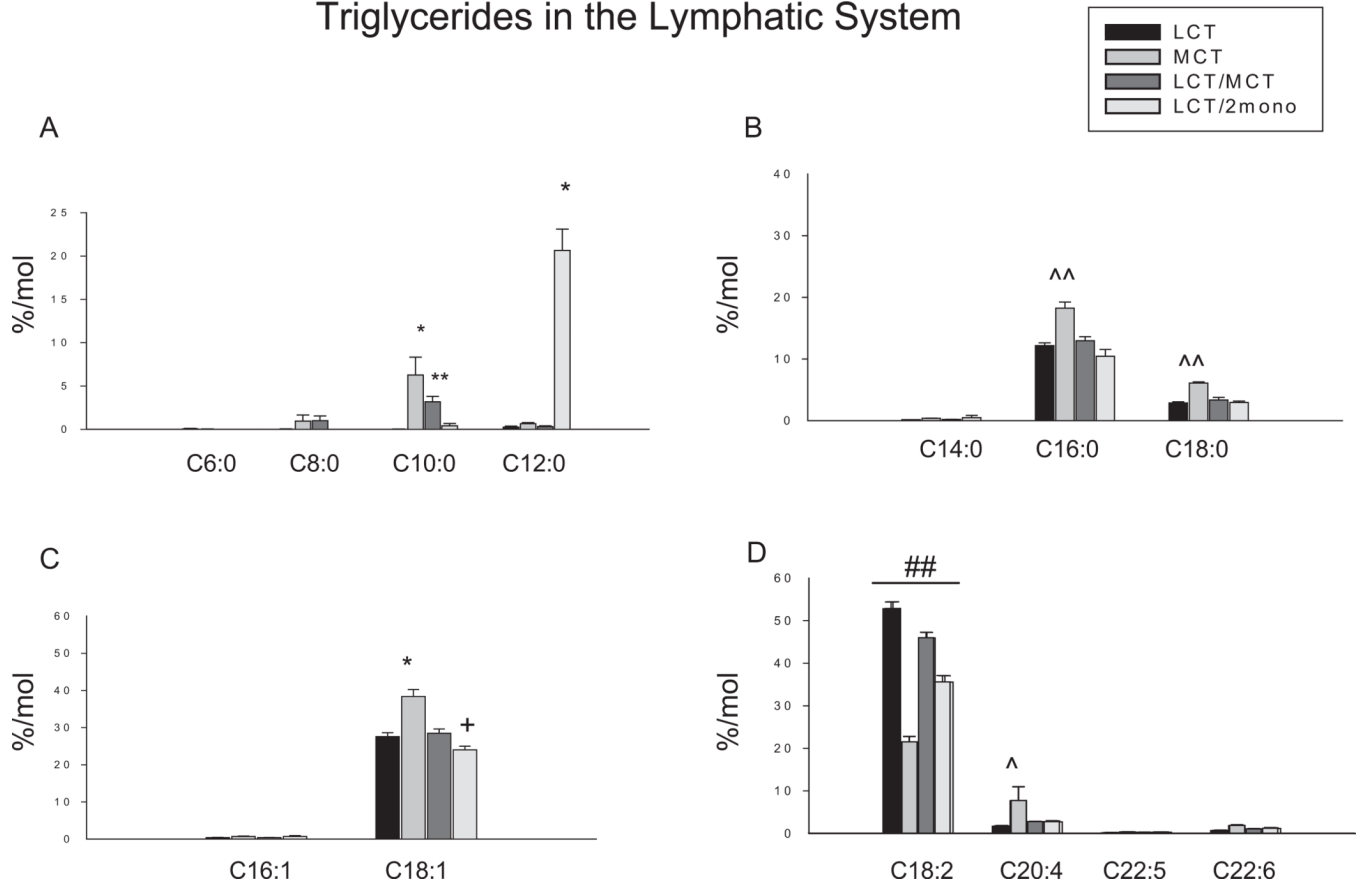 Triglycerides in the Lymphatic System
LCT
MCT
LCT/MCT
LCT/2mono
A
%/mol
25
20
15
10
5
0
*
**
*
C6:0 C8:0 C10:0 C12:0
B
%/mol
40
30
20
10
0
^^
^^
C14:0 C16:0 C18:0
C
%/mol
60
50
40
30
20
10
0
*
+
C16:1 C18:1
D
%/mol
60
50
40
30
20
10
0
##
^
C18:2 C20:4 C22:5 C22:6